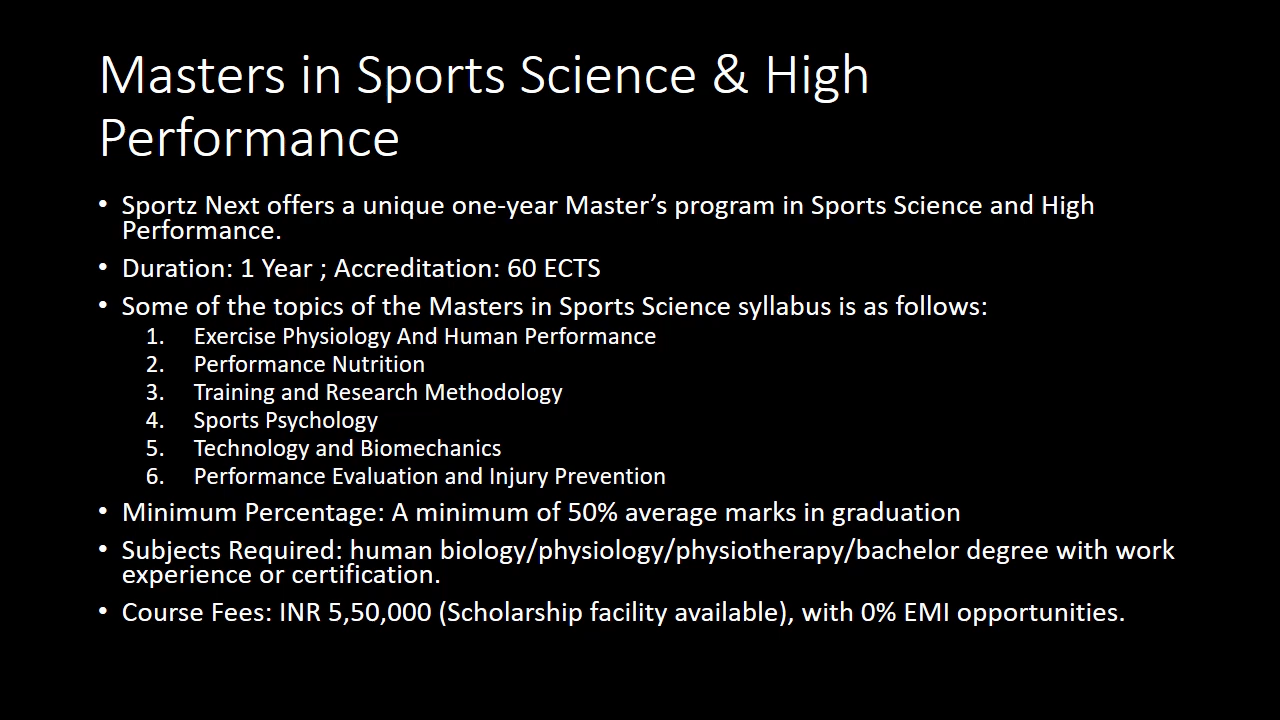 Masters in Sports Science & High
Performance
• Sportz Next offers a unique one-year Master’s program in Sports Science and High
Performance.
• Duration: 1 Year ; Accreditation: 60 ECTS
• Some of the topics of the Masters in Sports Science syllabus is as follows:
1. Exercise Physiology And Human Performance
2. Performance Nutrition
3. Training and Research Methodology
4. Sports Psychology
5. Technology and Biomechanics
6. Performance Evaluation and Injury Prevention
• Minimum Percentage: A minimum of 50% average marks in graduation
• Subjects Required: human biology/physiology/physiotherapy/bachelor degree with work
experience or certification.
• Course Fees: INR 5,50,000 (Scholarship facility available), with 0% EMI opportunities.